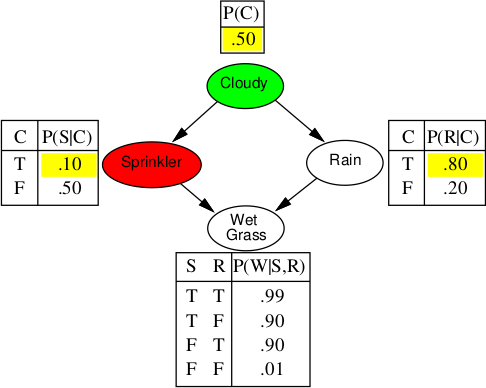 P(C)
.50
Cloudy
C P(S|C)
T .10
F .50
Sprinkler
Rain
C P(R|C)
T .80
F .20
Wet
Grass
S R P(W|S,R)
T T .99
T F .90
F T .90
F F .01